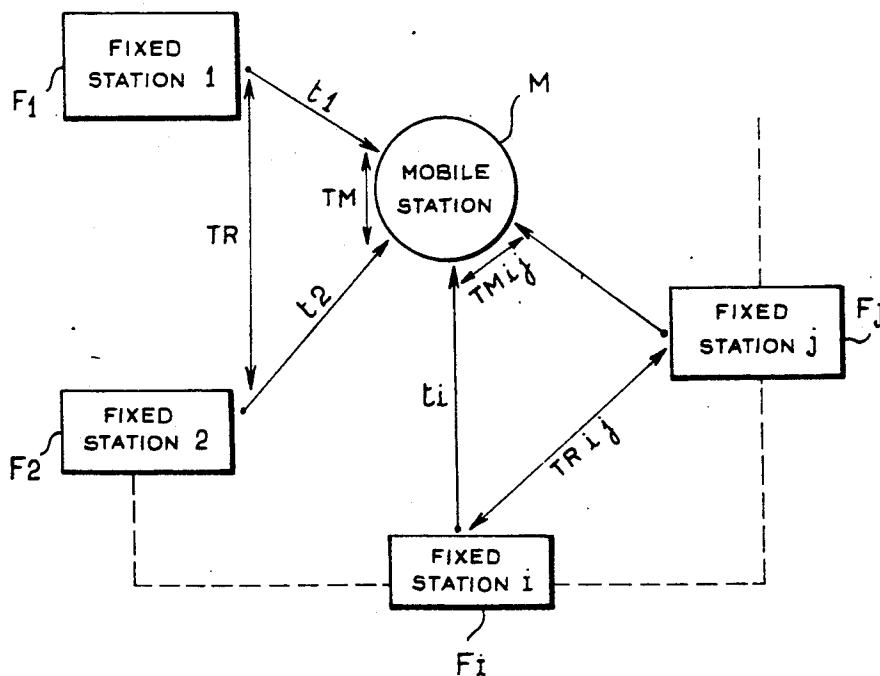 FIXED
STATION 1
F1
t1
M
MOBILE
STATION
TM
TR
t2
TMij
FIXED
STATION j
Fj
ti
TRij
FIXED
STATION 2
F2
FIXED
STATION i
Fi